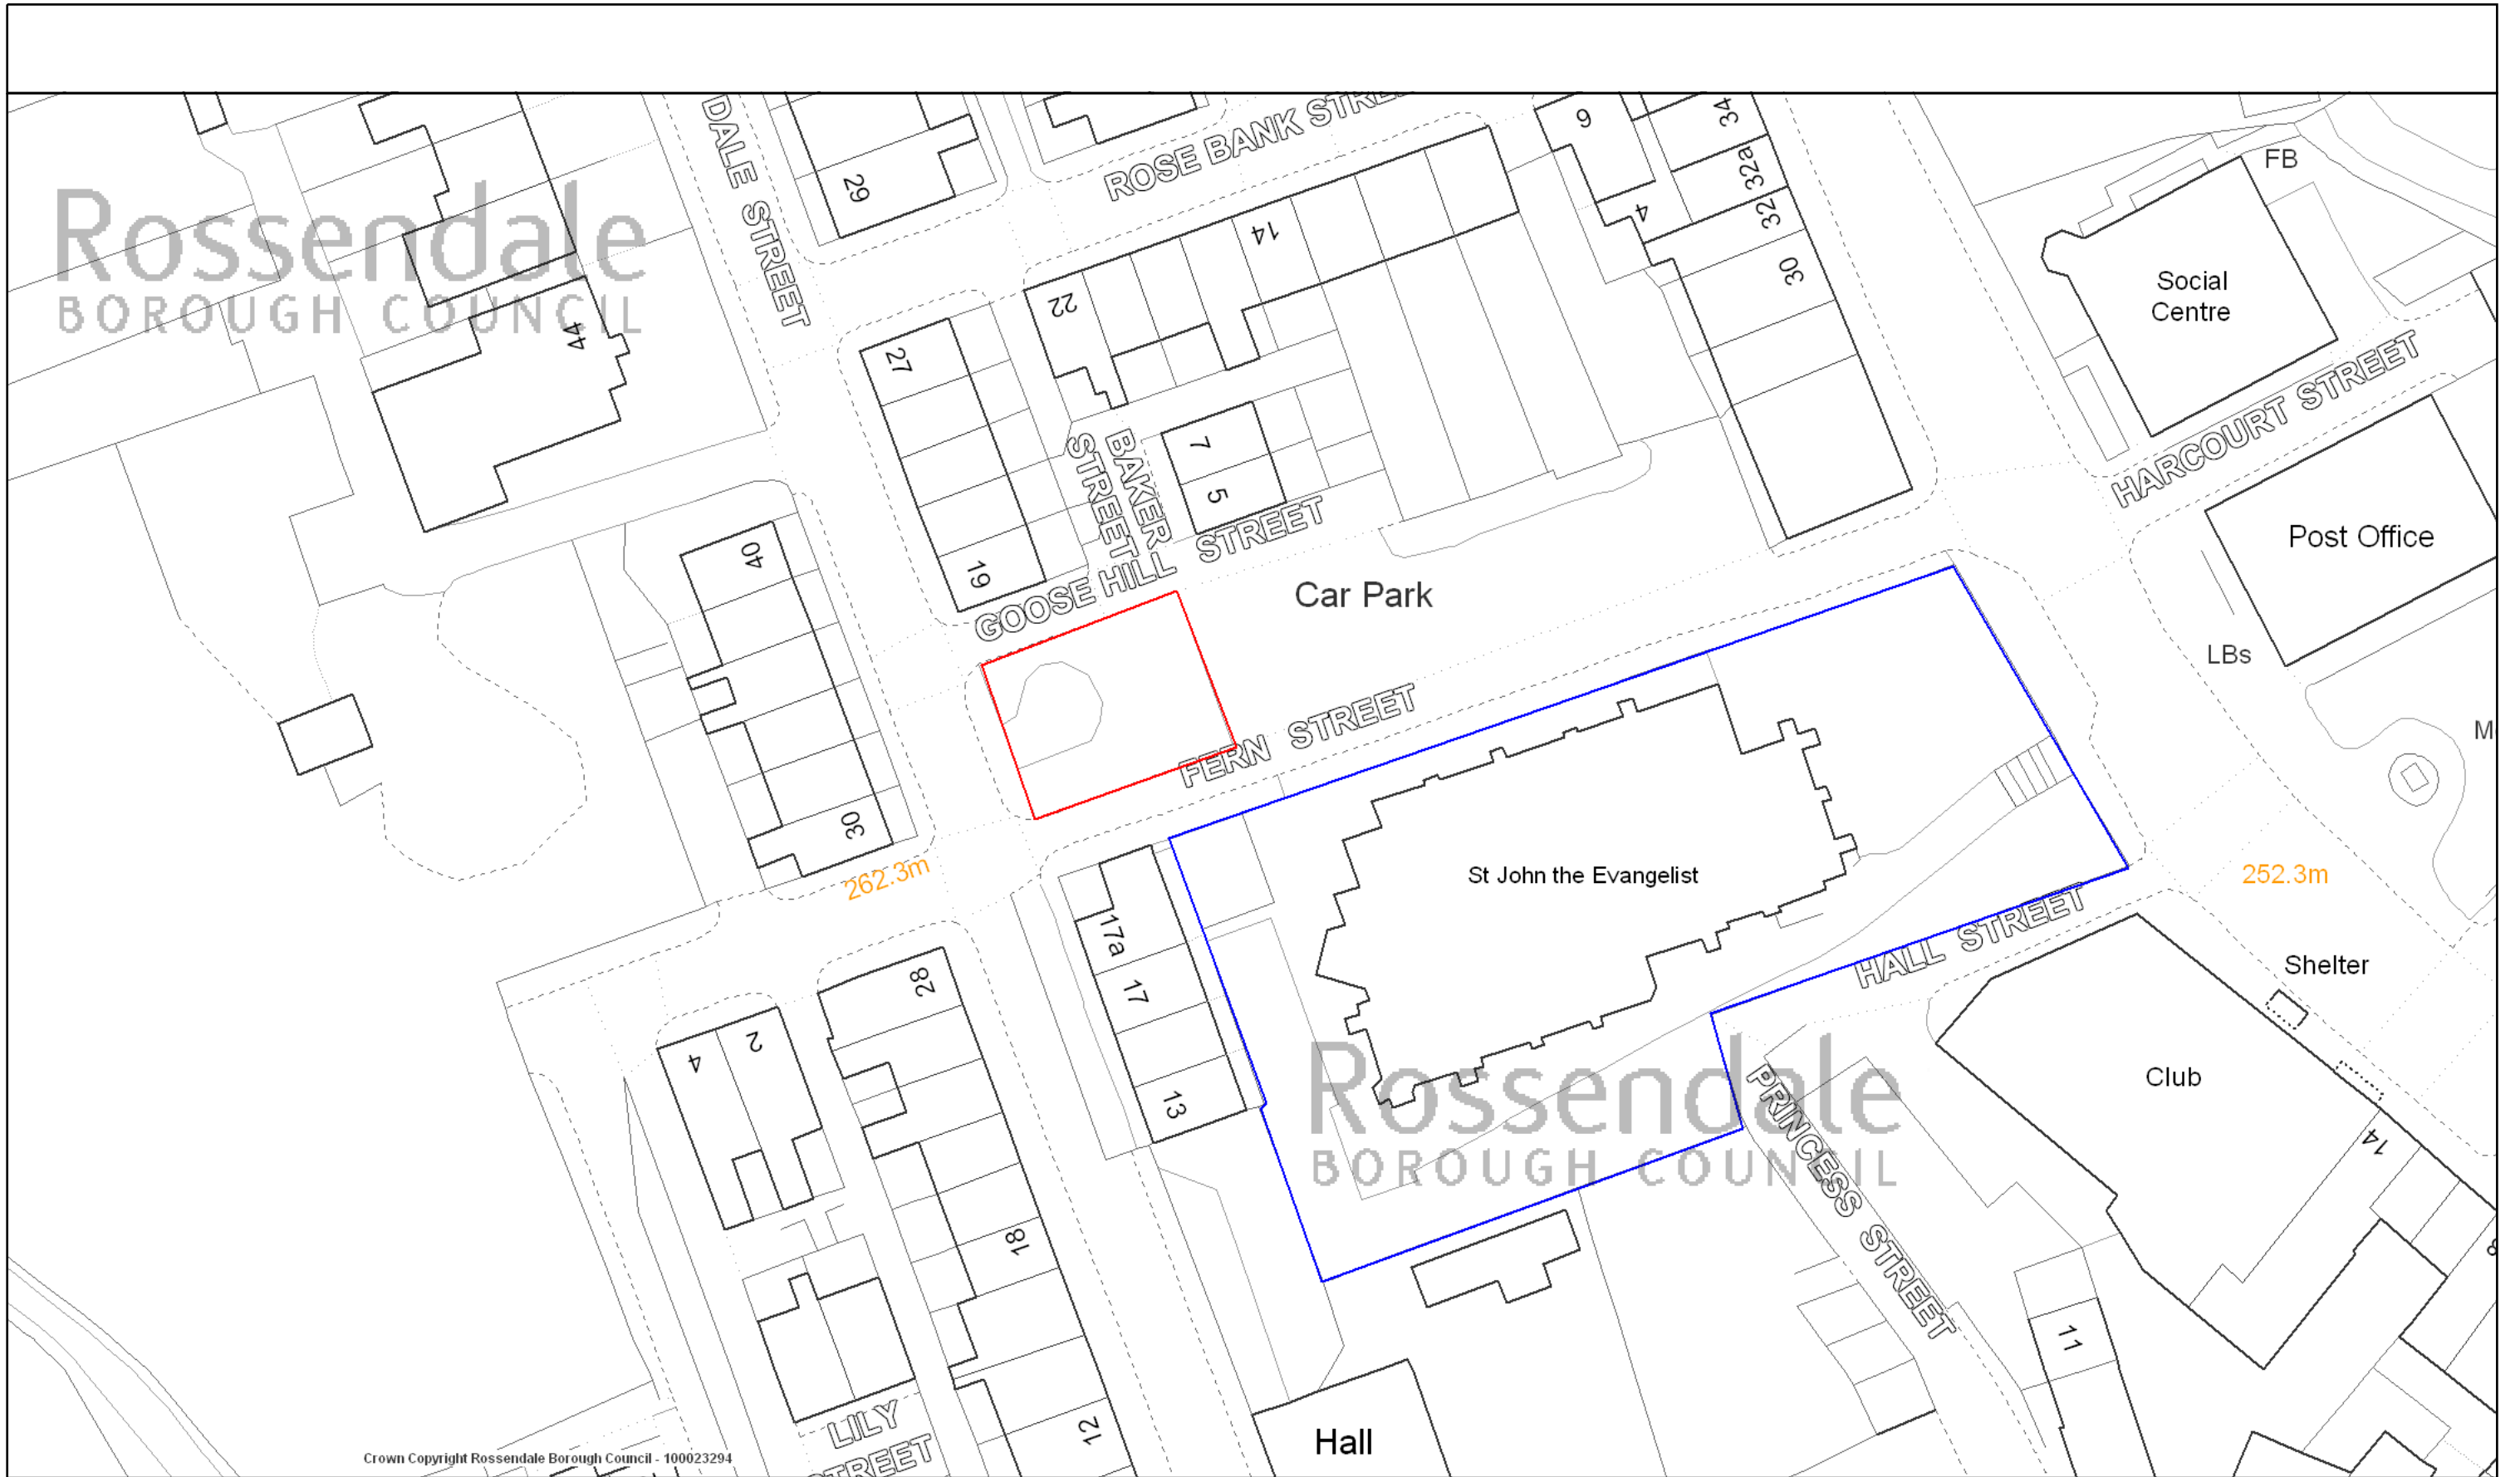 DALE STREET
ROSE BANK STRE
29
6
34
32a
32
4
30
FB
Rossendale
BOROUGH COUNCIL
44
14
22
27
Social
Centre
HARCOURT STREET
BAKER
STREET
7
5
GOOSE HILL STREET
Post Office
40
19
Car Park
LBs
FERN STREET
M
30
262.3m
St John the Evangelist
252.3m
17a
17
13
HALL STREET
Shelter
28
2
4
Rossendale
BOROUGH COUNCIL
PRINCESS STREET
Club
14
18
11
12
LILY
STREET
Hall
Crown Copyright Rossendale Borough Council - 100023294